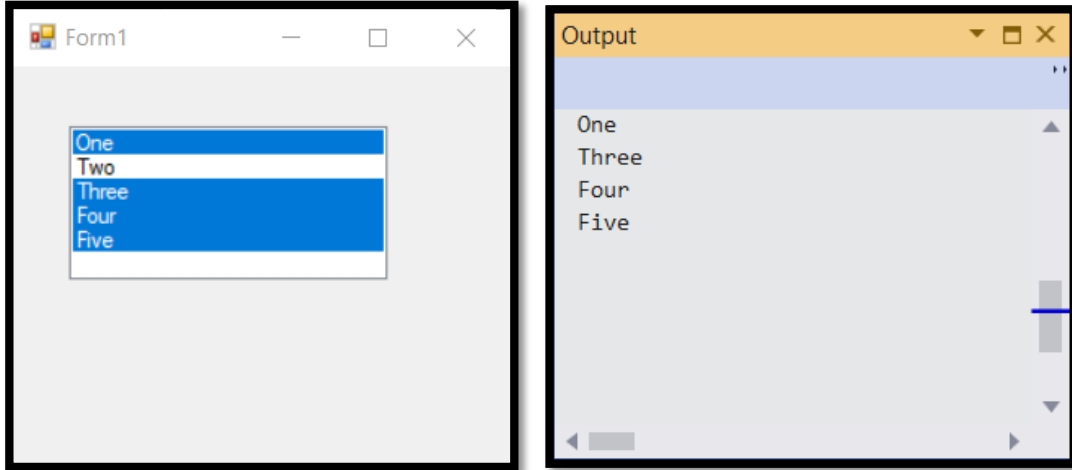 Form1
One
Two
Three
Four
Five
Output
One
Three
Four
Five